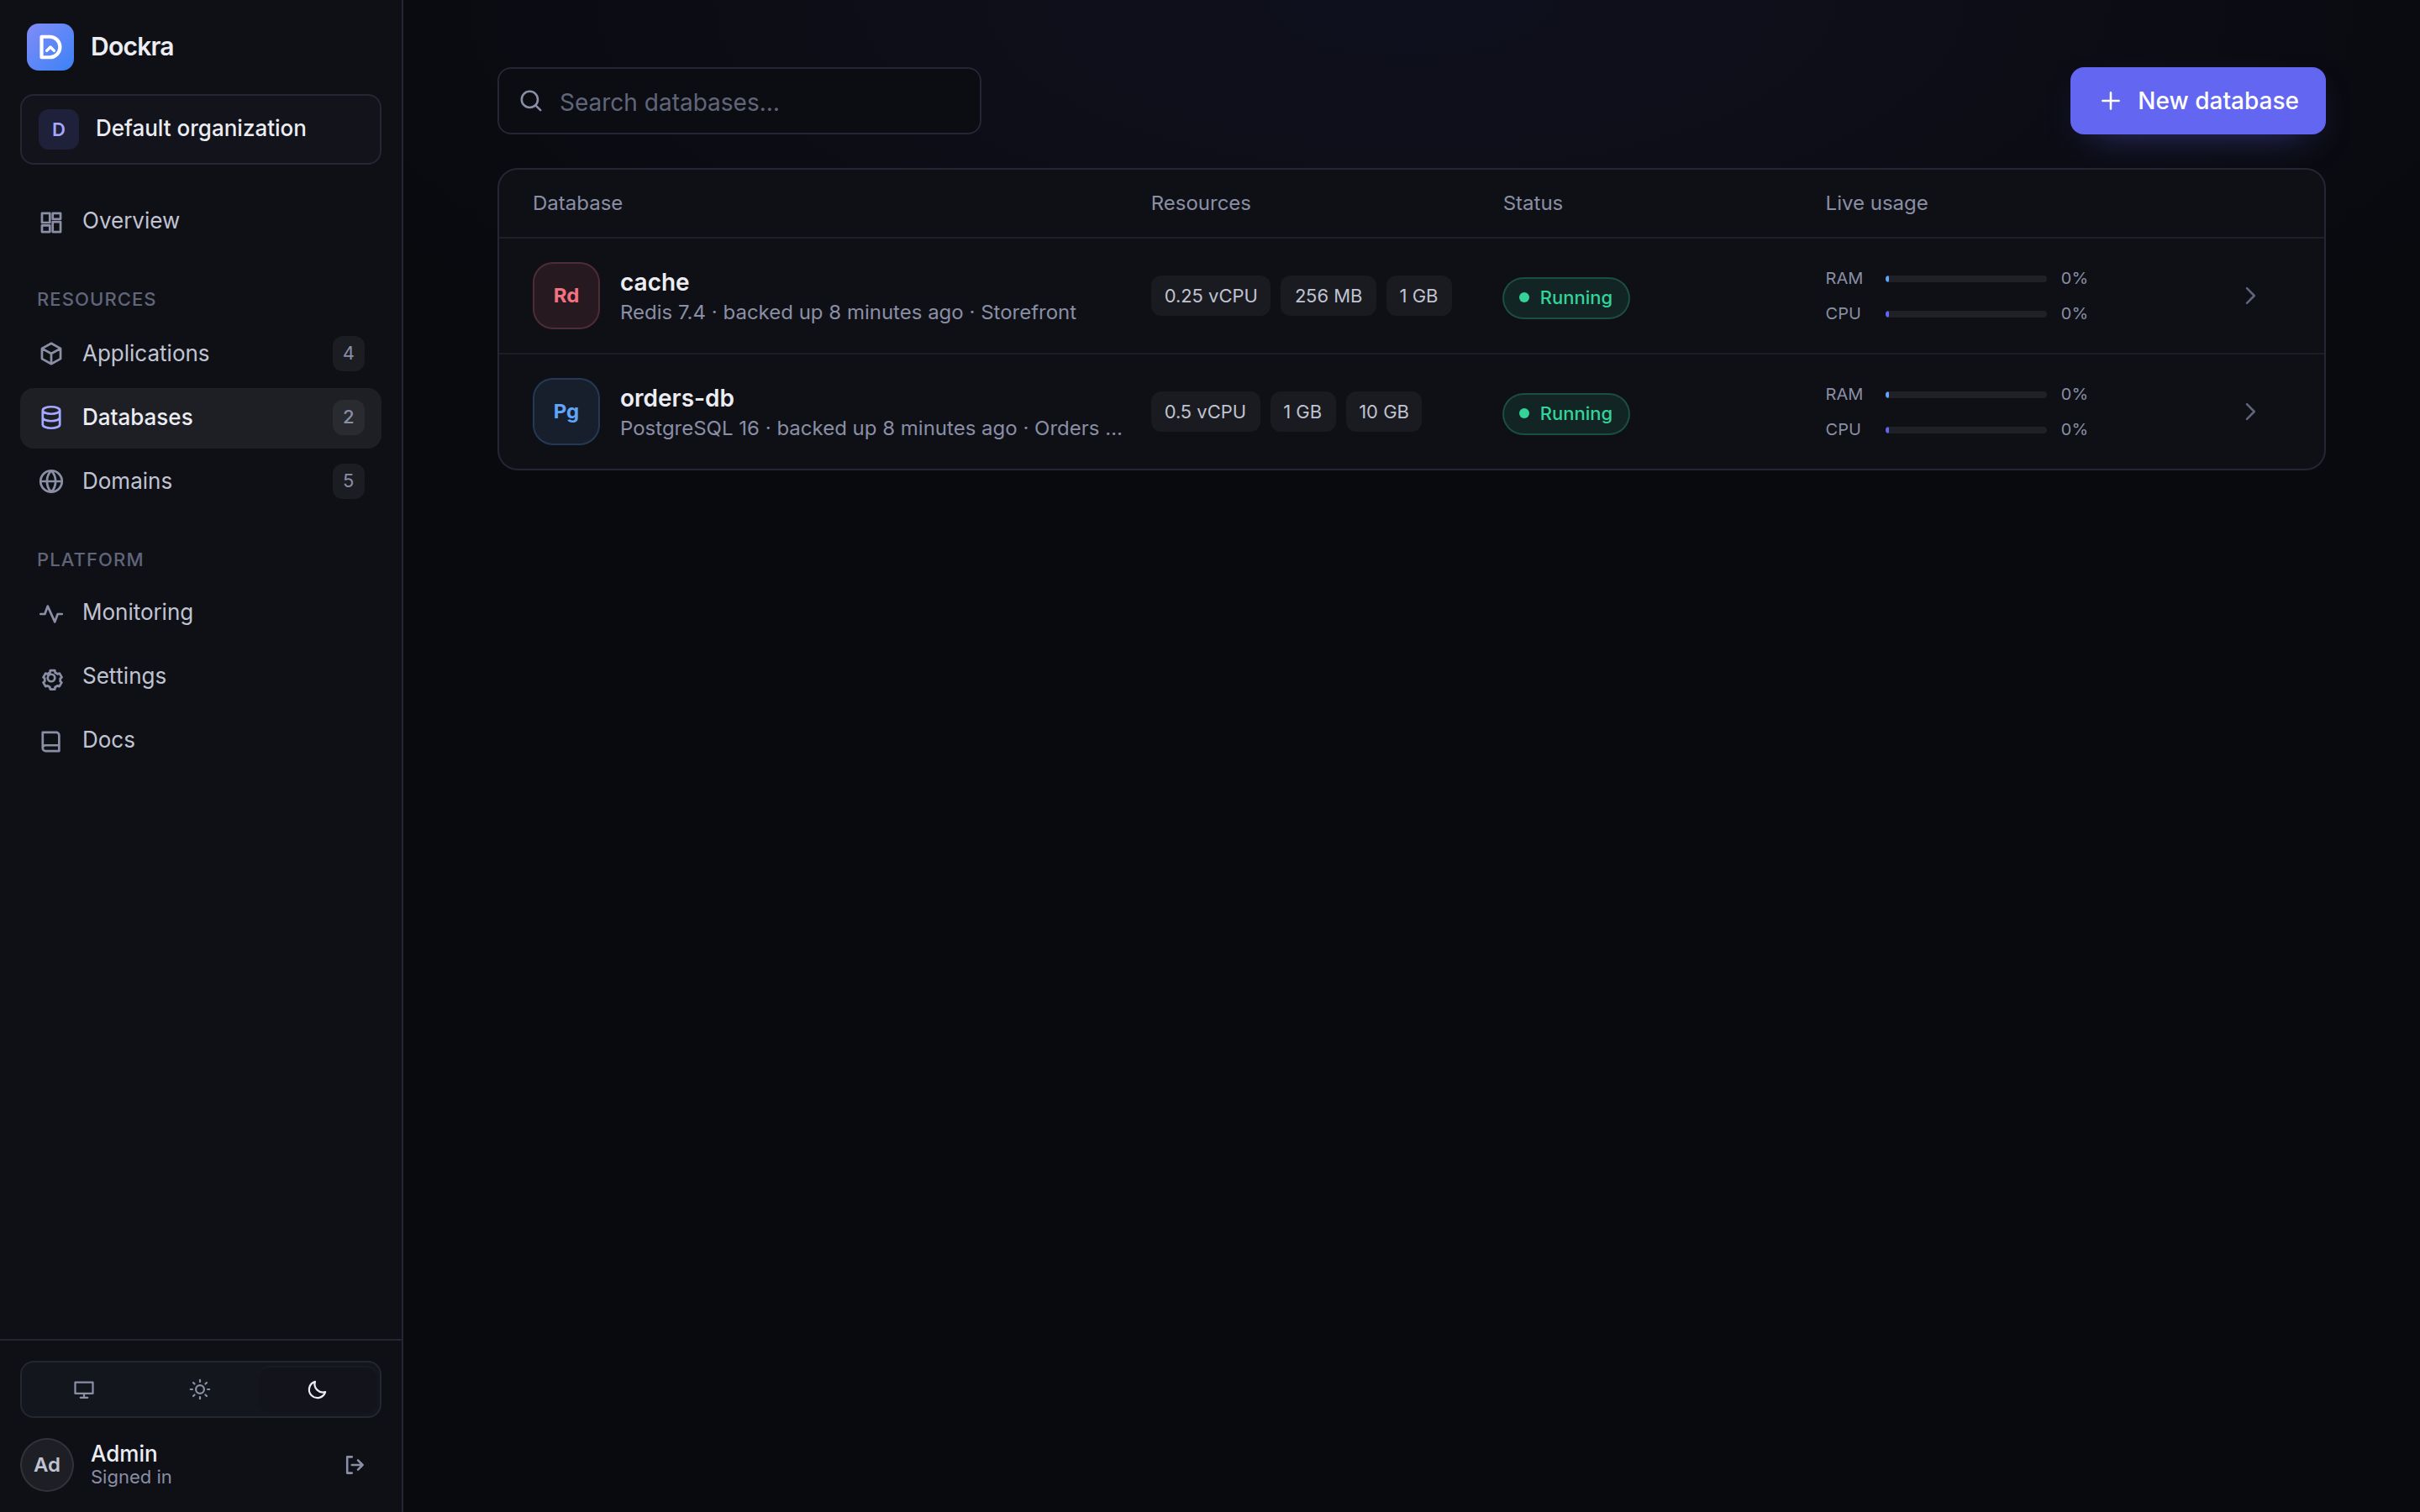 Dockra
D Default organization
Overview
RESOURCES
Applications 4
Databases 2
Domains 5
PLATFORM
Monitoring
Settings
Docs
Ad Admin
Signed in
Search databases...
New database
Database Resources Status Live usage
Rd cache
Redis 7.4 · backed up 8 minutes ago · Storefront
0.25 vCPU 256 MB 1 GB
Running
RAM 0%
CPU 0%
Pg orders-db
PostgreSQL 16 · backed up 8 minutes ago · Orders ...
0.5 vCPU 1 GB 10 GB
Running
RAM 0%
CPU 0%